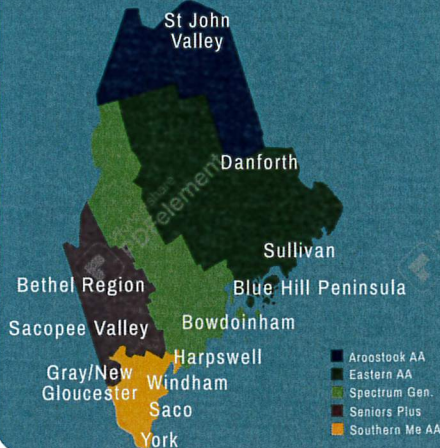 St John
Valley
Danforth
Sullivan
Bethel Region
Blue Hill Peninsula
Sacopee Valley
Bowdoinham
Harpswell
Gray/New
Gloucester
Windham
Saco
York
Aroostook AA
Eastern AA
Spectrum Gen.
Seniors Plus
Southern Me AA